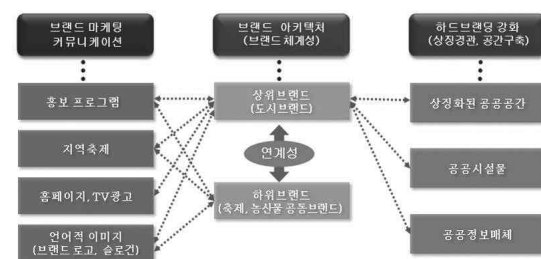 브랜드 마케팅
커뮤니케이션
브랜드 아키텍처
(브랜드 체계성)
하드브랜딩 강화
(상징경관, 공간구축)
홍보 프로그램
지역축제
홈페이지, TV광고
언어적 이미지
(브랜드 로고, 슬로건)
상위브랜드
(도시브랜드)
연계성
하위브랜드
(축제, 농산물 공동브랜드)
상징화된 공공공간
공공시설물
공공정보매체